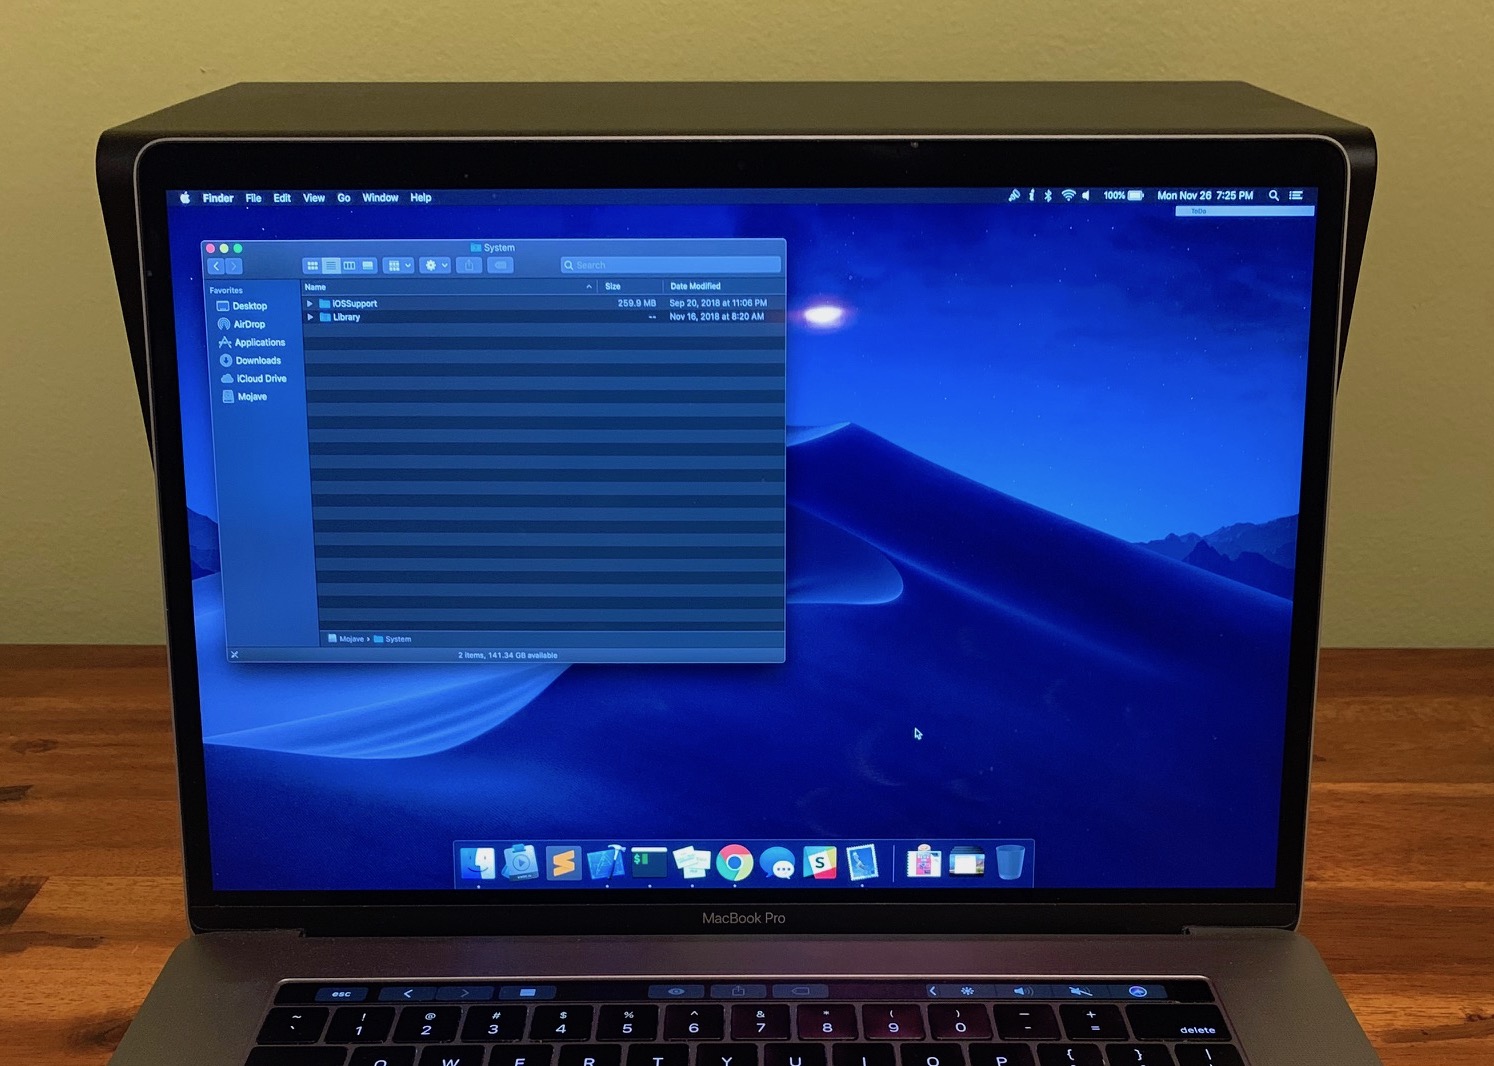 Finder File Edit View Go Window Help 100% Mon Nov 26 7:25 PM
ToDo
System
Search
Favorites
Desktop
AirDrop
Applications
Downloads
iCloud Drive
Mojave
Name Size Date Modified
iOSSupport 259.9 MB Sep 20, 2018 at 11:06 PM
Library -- Nov 16, 2018 at 8:20 AM
Mojave › System
2 items, 141.34 GB available
$
S
MacBook Pro
esc
~ ! @ # $ % ^ & * ( ) _ +
` 1 2 3 4 5 6 7 8 9 0 - = delete
Q W E R T Y U I O P { } |